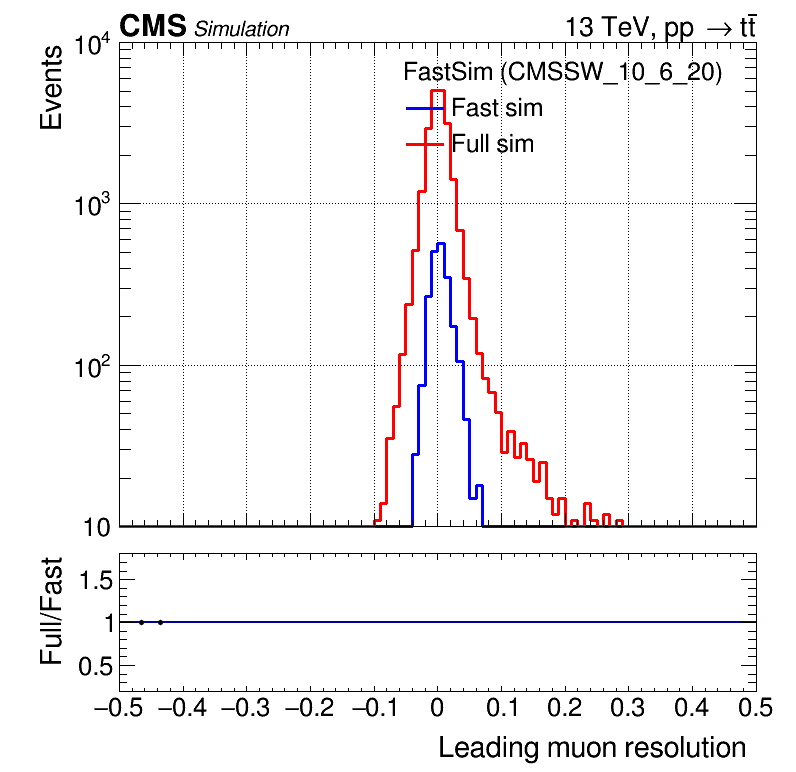 CMS Simulation 13 TeV, pp → tt̄
Events
10⁴
10³
10²
10
FastSim (CMSSW_10_6_20)
Fast sim
Full sim
Full/Fast
1.5
1
0.5
−0.5 −0.4 −0.3 −0.2 −0.1 0 0.1 0.2 0.3 0.4 0.5
Leading muon resolution